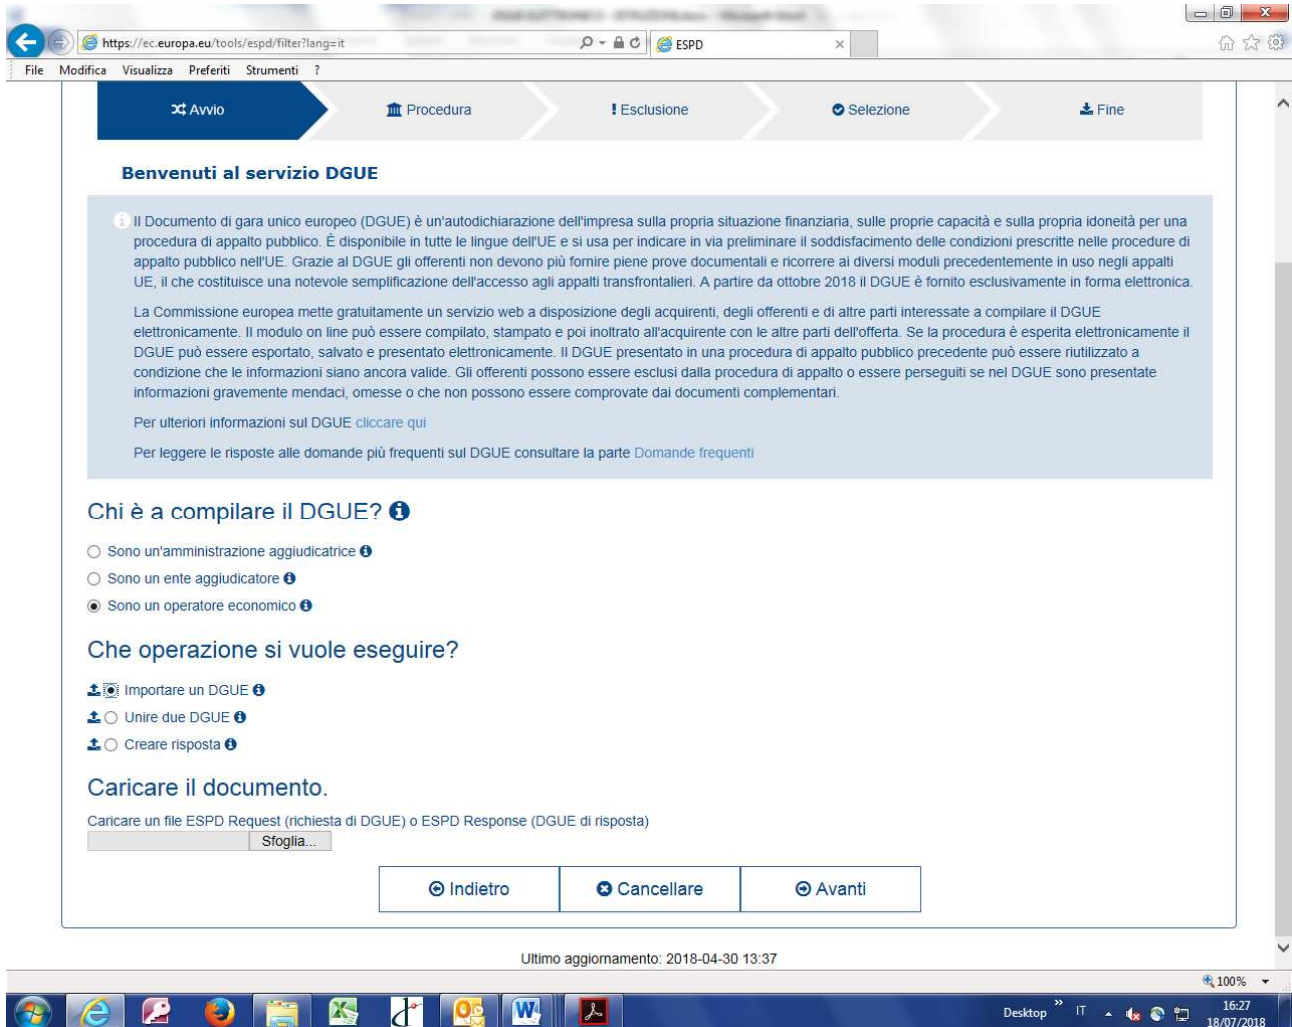 https://ec.europa.eu/tools/espd/filter?lang=it
ESPD
File Modifica Visualizza Preferiti Strumenti ?
Avvio
Procedura
Esclusione
Selezione
Fine
Benvenuti al servizio DGUE
Il Documento di gara unico europeo (DGUE) è un'autodichiarazione dell'impresa sulla propria situazione finanziaria, sulle proprie capacità e sulla propria idoneità per una
procedura di appalto pubblico. È disponibile in tutte le lingue dell'UE e si usa per indicare in via preliminare il soddisfacimento delle condizioni prescritte nelle procedure di
appalto pubblico nell'UE. Grazie al DGUE gli offerenti non devono più fornire piene prove documentali e ricorrere ai diversi moduli precedentemente in uso negli appalti
UE, il che costituisce una notevole semplificazione dell'accesso agli appalti transfrontalieri. A partire da ottobre 2018 il DGUE è fornito esclusivamente in forma elettronica.
La Commissione europea mette gratuitamente un servizio web a disposizione degli acquirenti, degli offerenti e di altre parti interessate a compilare il DGUE
elettronicamente. Il modulo on line può essere compilato, stampato e poi inoltrato all'acquirente con le altre parti dell'offerta. Se la procedura è esperita elettronicamente il
DGUE può essere esportato, salvato e presentato elettronicamente. Il DGUE presentato in una procedura di appalto pubblico precedente può essere riutilizzato a
condizione che le informazioni siano ancora valide. Gli offerenti possono essere esclusi dalla procedura di appalto o essere perseguiti se nel DGUE sono presentate
informazioni gravemente mendaci, omesse o che non possono essere comprovate dai documenti complementari.
Per ulteriori informazioni sul DGUE cliccare qui
Per leggere le risposte alle domande più frequenti sul DGUE consultare la parte Domande frequenti
Chi è a compilare il DGUE?
Sono un'amministrazione aggiudicatrice
Sono un ente aggiudicatore
Sono un operatore economico
Che operazione si vuole eseguire?
Importare un DGUE
Unire due DGUE
Creare risposta
Caricare il documento.
Caricare un file ESPD Request (richiesta di DGUE) o ESPD Response (DGUE di risposta)
Sfoglia...
Indietro
Cancellare
Avanti
Ultimo aggiornamento: 2018-04-30 13:37
100%
Desktop » IT
16:27
18/07/2018